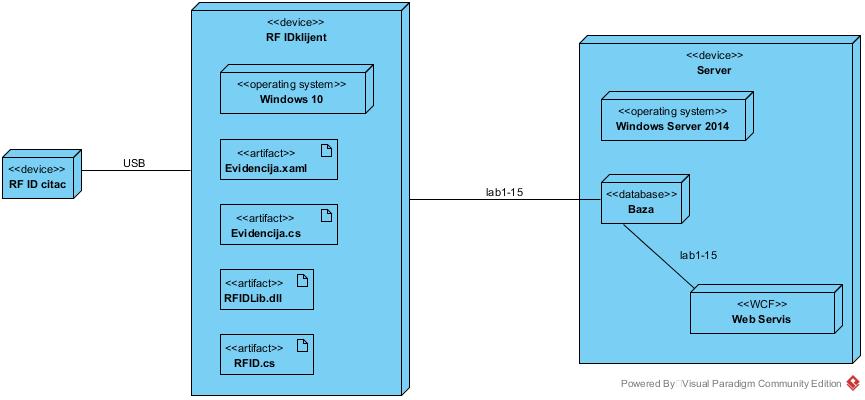 <<device>>
RF ID citac
USB
<<device>>
RF IDklijent
<<operating system>>
Windows 10
<<artifact>>
Evidencija.xaml
<<artifact>>
Evidencija.cs
<<artifact>>
RFIDLib.dll
<<artifact>>
RFID.cs
lab1-15
<<device>>
Server
<<operating system>>
Windows Server 2014
<<database>>
Baza
lab1-15
<<WCF>>
Web Servis
Powered By Visual Paradigm Community Edition